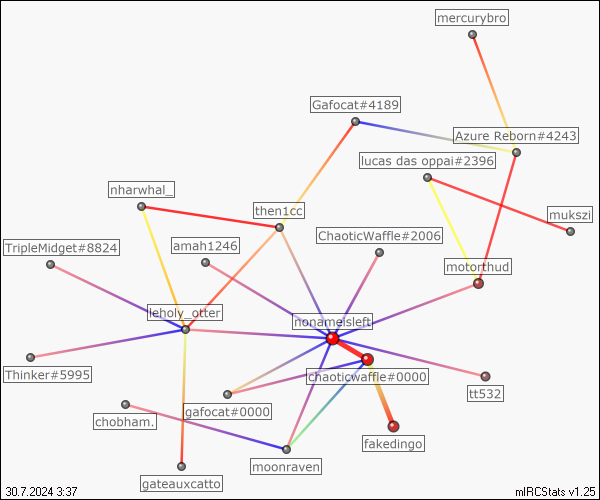 mercurybro
Gafocat#4189
Azure Reborn#4243
lucas das oppai#2396
nharwhal_
then1cc
mukszi
TripleMidget#8824
amah1246
ChaoticWaffle#2006
motorthud
leholy_otter
nonameisleft
Thinker#5995
chaoticwaffle#0000
tt532
gafocat#0000
chobham.
fakedingo
moonraven
gateauxcatto
30.7.2024 3:37
mIRCStats v1.25